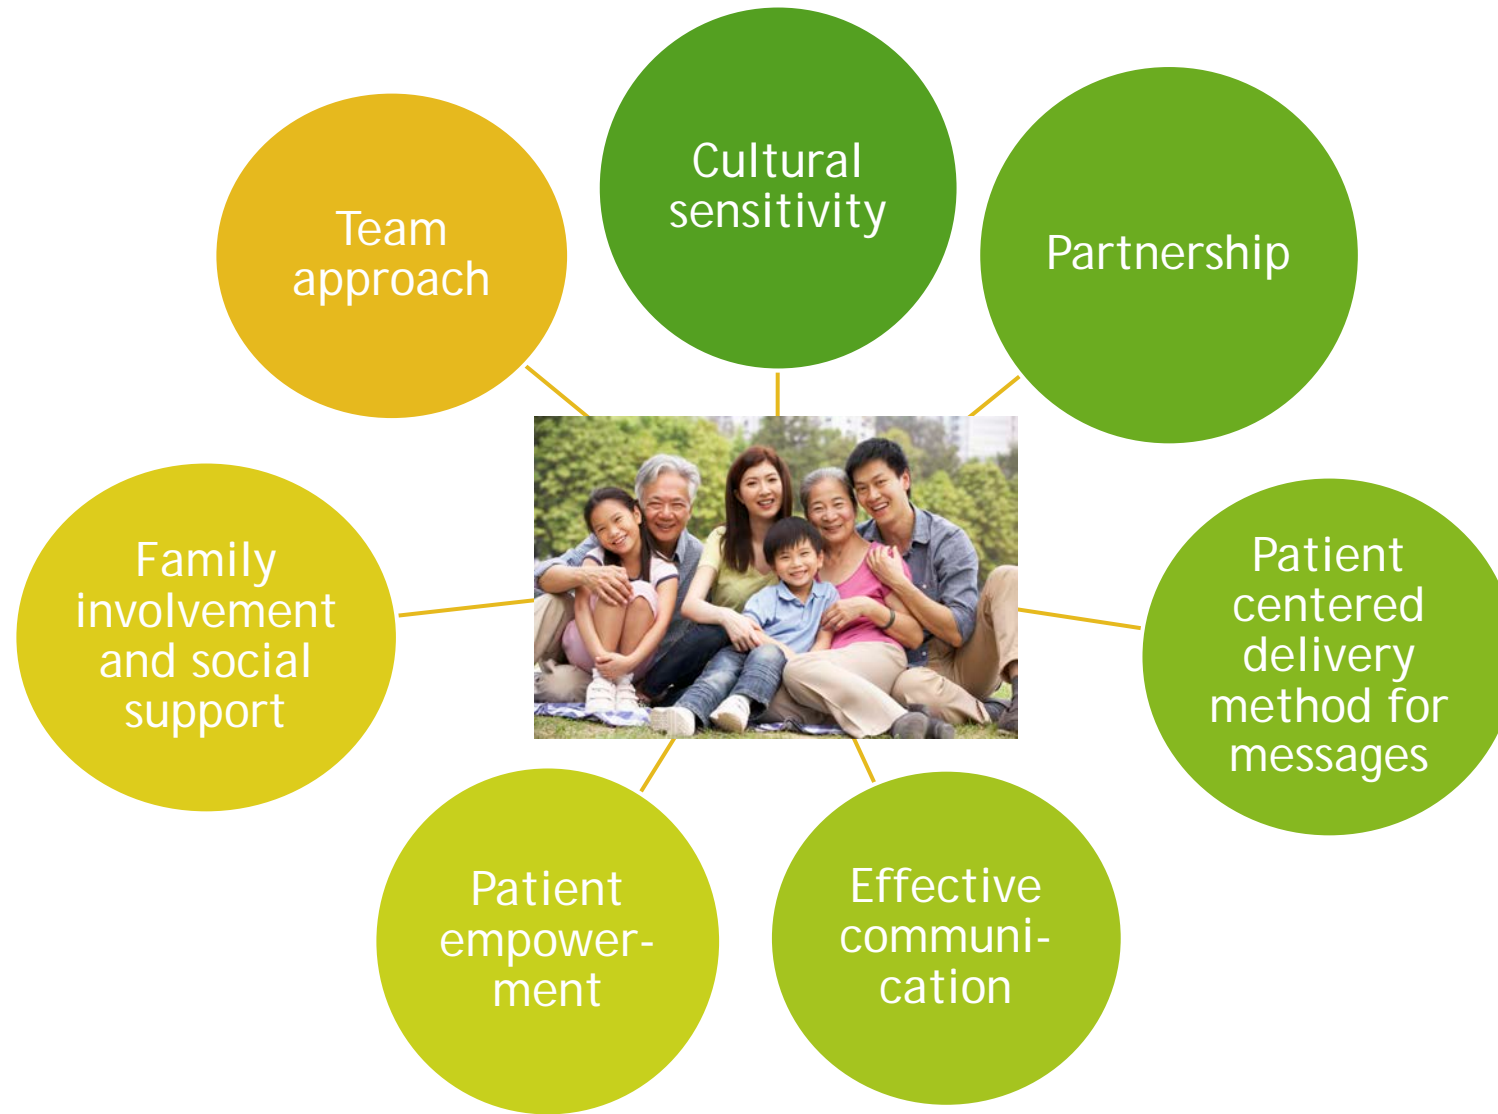 Cultural
sensitivity
Partnership
Patient
centered
delivery
method for
messages
Effective
communi-
cation
Patient
empower-
ment
Family
involvement
and social
support
Team
approach